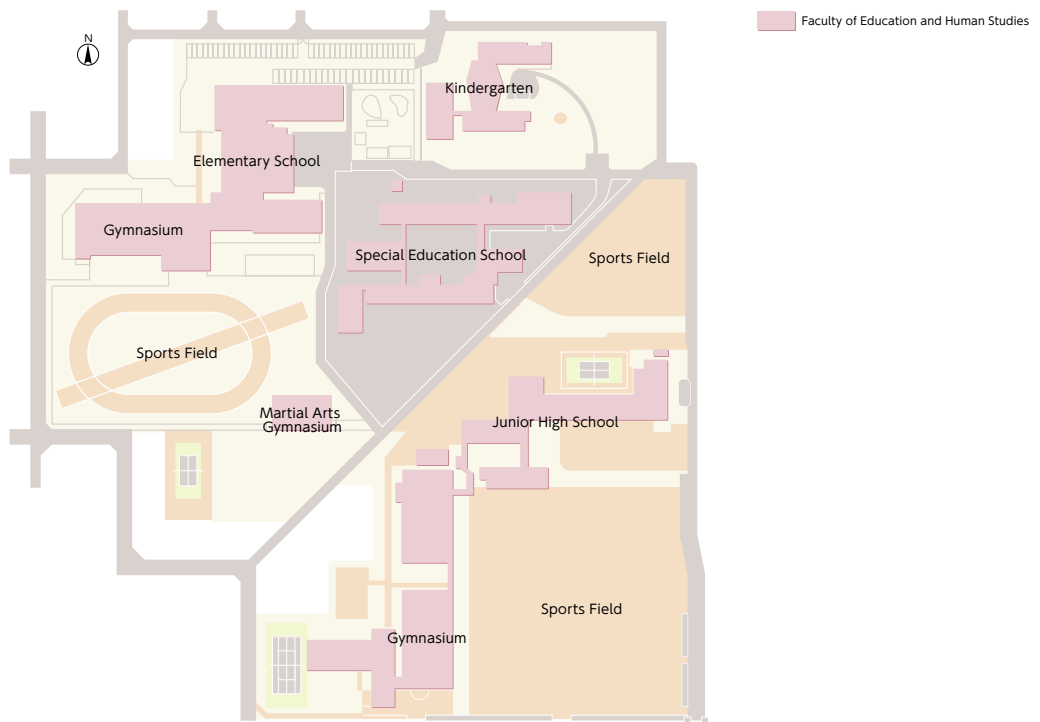 Faculty of Education and Human Studies
N
Kindergarten
Elementary School
Gymnasium
Special Education School
Sports Field
Sports Field
Martial Arts
Gymnasium
Junior High School
Sports Field
Gymnasium